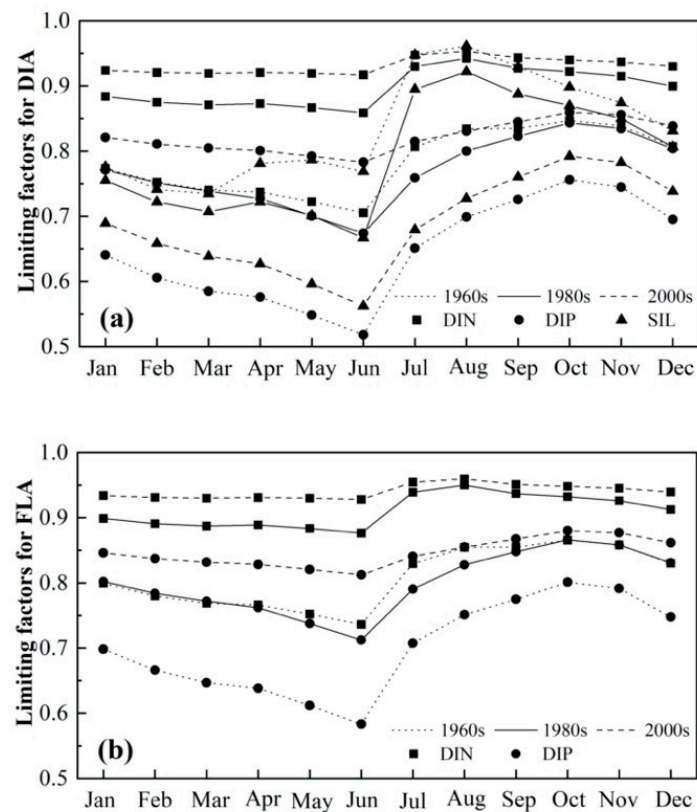 Limiting factors for DIA
1.0
0.9
0.8
0.7
0.6
0.5
(a)
1960s 1980s 2000s
DIN DIP SIL
Jan Feb Mar Apr May Jun Jul Aug Sep Oct Nov Dec
Limiting factors for FLA
1.0
0.9
0.8
0.7
0.6
0.5
(b)
1960s 1980s 2000s
DIN DIP
Jan Feb Mar Apr May Jun Jul Aug Sep Oct Nov Dec